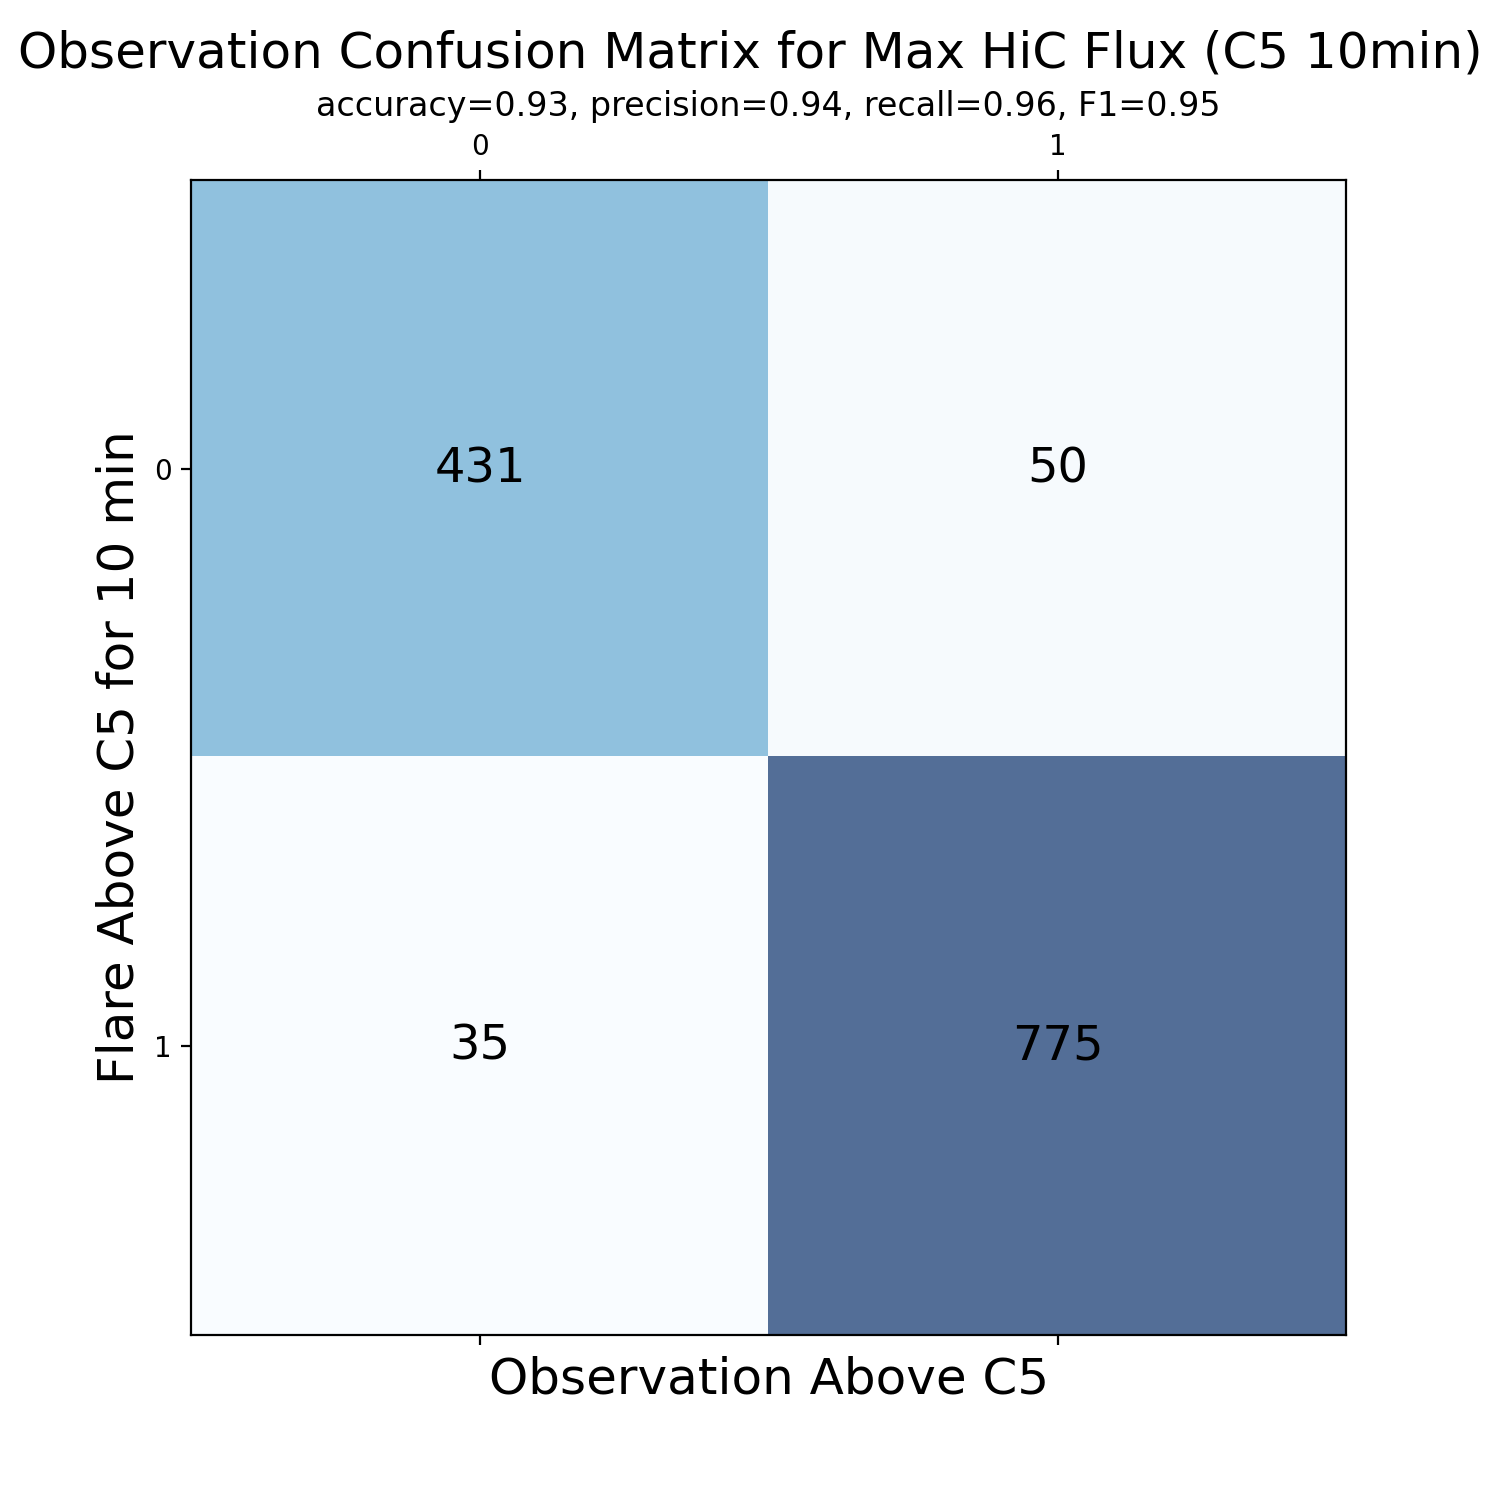 Observation Confusion Matrix for Max HiC Flux (C5 10min)
accuracy=0.93, precision=0.94, recall=0.96, F1=0.95
0 1
Flare Above C5 for 10 min
0
431 50
1
35 775
Observation Above C5